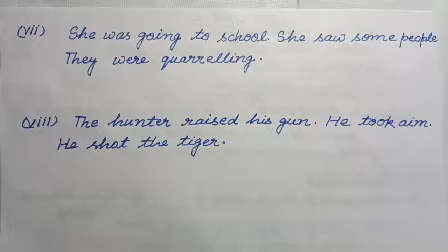 (vii) She was going to school. She saw some people
They were quarrelling.
(viii) The hunter raised his gun. He took aim.
He shot the tiger.